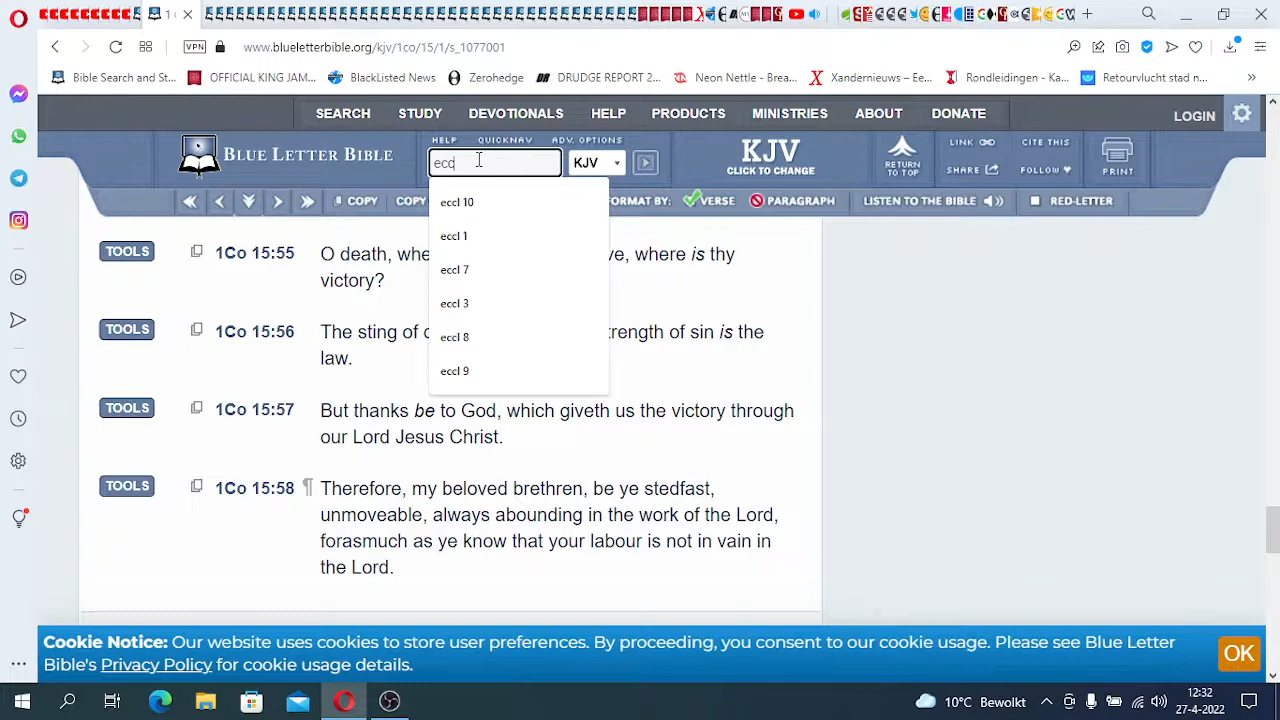 1 (
VPN
www.blueletterbible.org/kjv/1co/15/1/s_1077001
Bible Search and St...
OFFICIAL KING JAM...
BlackListed News
Zerohedge
DRUDGE REPORT 2...
Neon Nettle - Brea...
Xandernieuws – Ee...
Rondleidingen - Ka...
Retourvlucht stad n...
»
SEARCH STUDY DEVOTIONALS HELP PRODUCTS MINISTRIES ABOUT DONATE
LOGIN
HELP QUICKNAV ADV. OPTIONS
BLUE LETTER BIBLE
ecc
KJV
KJV
CLICK TO CHANGE
RETURN
TO TOP
LINK
CITE THIS
SHARE
FOLLOW
PRINT
COPY
COPY
FORMAT BY:
VERSE
PARAGRAPH
LISTEN TO THE BIBLE
RED-LETTER
eccl 10
eccl 1
eccl 7
eccl 3
eccl 8
eccl 9
TOOLS 1Co 15:55 O death, whe ve, where is thy
victory?
TOOLS 1Co 15:56 The sting of trength of sin is the
law.
TOOLS 1Co 15:57 But thanks be to God, which giveth us the victory through
our Lord Jesus Christ.
TOOLS 1Co 15:58 ¶ Therefore, my beloved brethren, be ye stedfast,
unmoveable, always abounding in the work of the Lord,
forasmuch as ye know that your labour is not in vain in
the Lord.
Cookie Notice: Our website uses cookies to store user preferences. By proceeding, you consent to our cookie usage. Please see Blue Letter
Bible's Privacy Policy for cookie usage details.
OK
10°C Bewolkt
12:32
27-4-2022